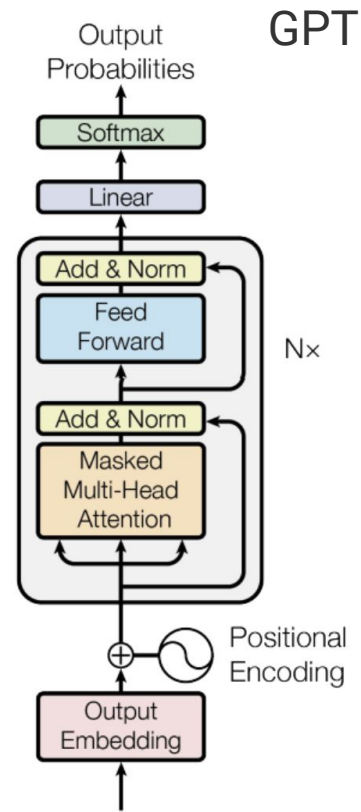 GPT
Output
Probabilities
Softmax
Linear
Add & Norm
Feed
Forward
N×
Add & Norm
Masked
Multi-Head
Attention
Positional
Encoding
Output
Embedding